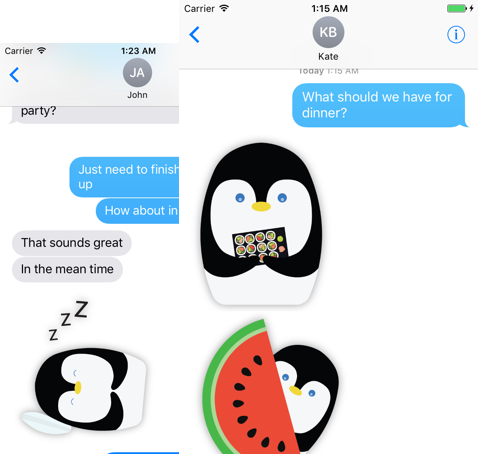 Carrier
1:23 AM
JA
John
party?
Just need to finish
up
How about in
That sounds great
In the mean time
z z Z
Carrier
1:15 AM
KB
Kate
Today 1:15 AM
What should we have for
dinner?